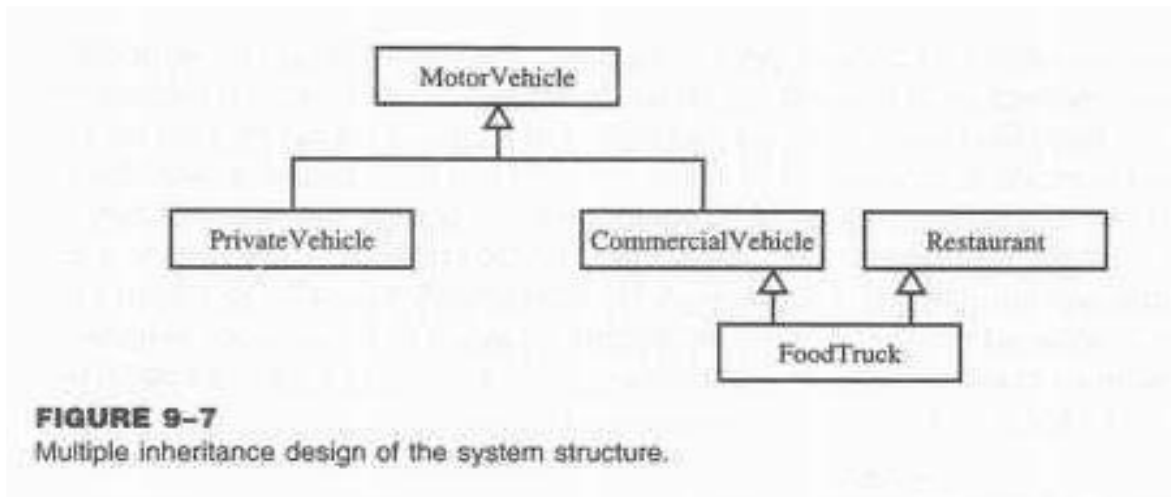 MotorVehicle
PrivateVehicle
CommercialVehicle
Restaurant
FoodTruck
FIGURE 9–7
Multiple inheritance design of the system structure.